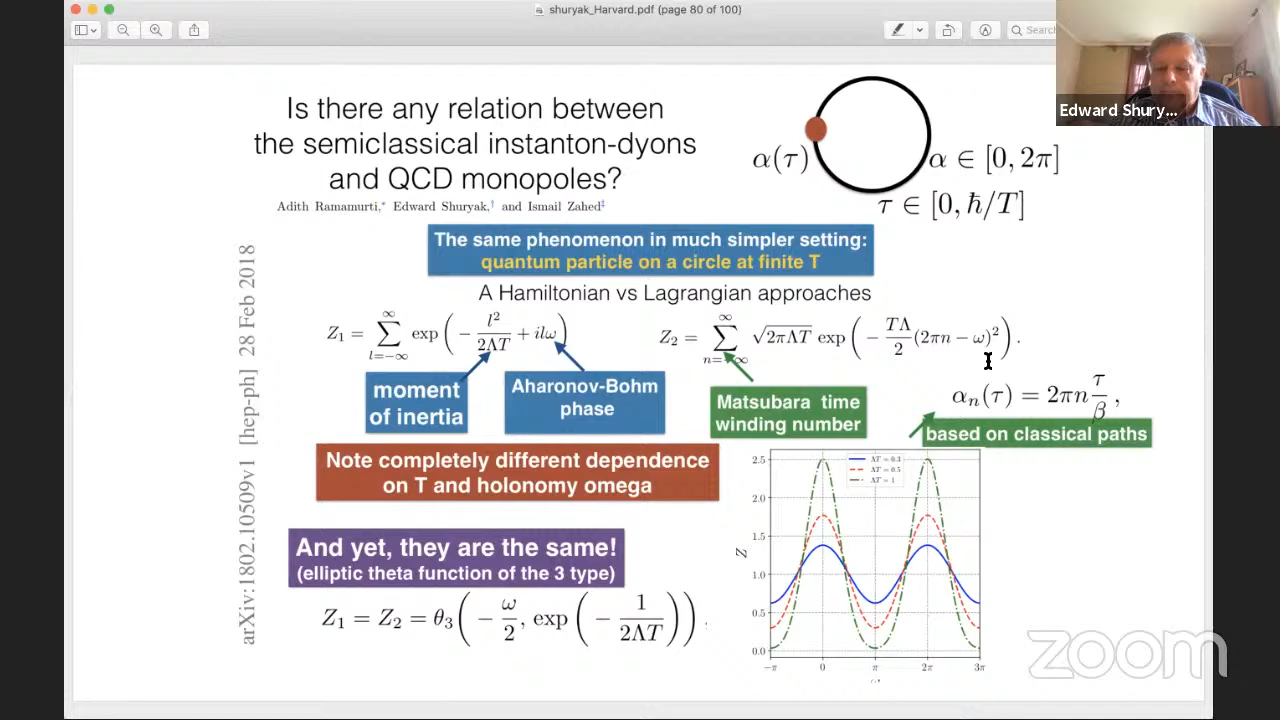 shuryak_Harvard.pdf (page 80 of 100)
Search
Edward Shury...
Is there any relation between
the semiclassical instanton-dyons
and QCD monopoles?
Adith Ramamurti,* Edward Shuryak,† and Ismail Zahed‡
α(τ)
α ∈ [0, 2π]
τ ∈ [0, ħ/T]
arXiv:1802.10509v1 [hep-ph] 28 Feb 2018
The same phenomenon in much simpler setting:
quantum particle on a circle at finite T
A Hamiltonian vs Lagrangian approaches
Z₁ = ∑_{l=−∞}^{∞} exp ( − l²/2ΛT + ilω )
Z₂ = ∑_{n=−∞}^{∞} √2πΛT exp ( − TΛ/2 (2πn − ω)² ) .
moment
of inertia
Aharonov-Bohm
phase
Matsubara time
winding number
αₙ(τ) = 2πn τ/β ,
based on classical paths
Note completely different dependence
on T and holonomy omega
And yet, they are the same!
(elliptic theta function of the 3 type)
Z₁ = Z₂ = θ₃ ( − ω/2 , exp ( − 1/2ΛT ) ) .
ΛT = 0.3
ΛT = 0.5
ΛT = 1
2.5
2.0
1.5
1.0
0.5
0.0
Z
−π 0 π 2π 3π
zoom